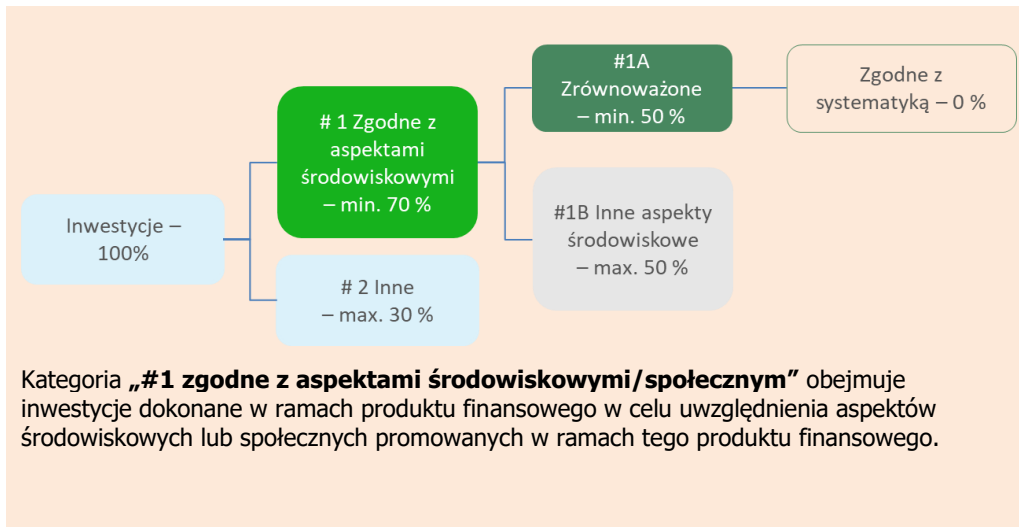 Inwestycje –
100%
# 1 Zgodne z
aspektami
środowiskowymi
– min. 70 %
# 2 Inne
– max. 30 %
#1A
Zrównoważone
– min. 50 %
#1B Inne aspekty
środowiskowe
– max. 50 %
Zgodne z
systematyką – 0 %
Kategoria „#1 zgodne z aspektami środowiskowymi/społecznym” obejmuje
inwestycje dokonane w ramach produktu finansowego w celu uwzględnienia aspektów
środowiskowych lub społecznych promowanych w ramach tego produktu finansowego.